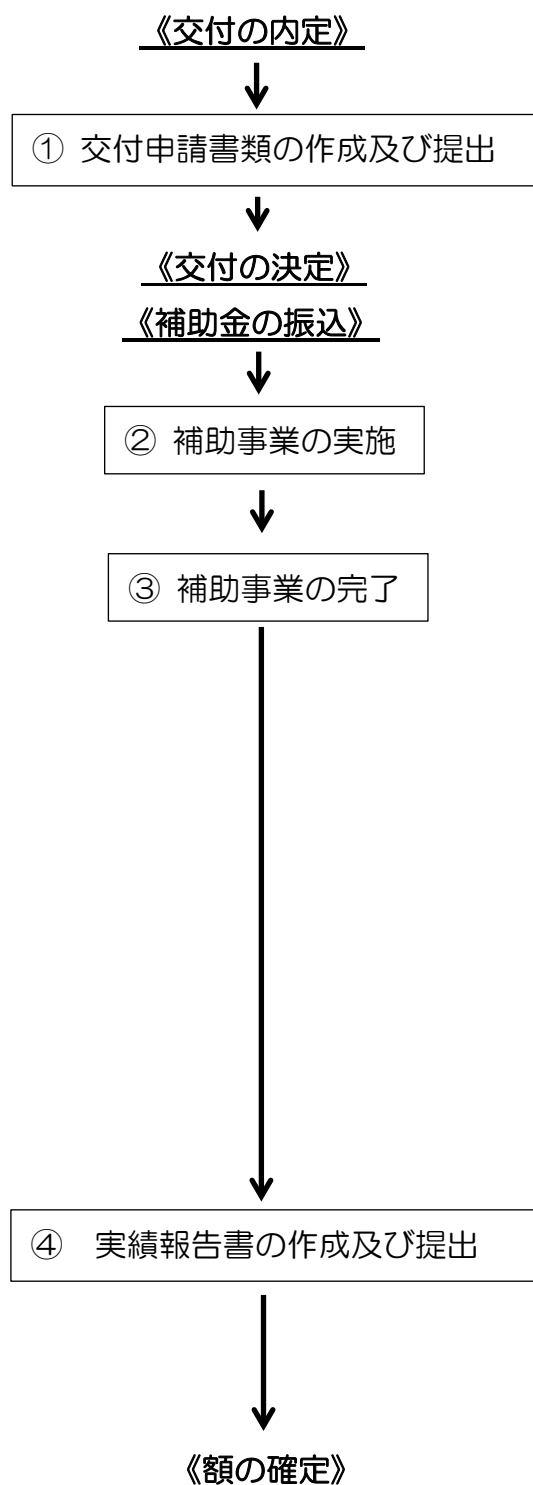 《交付の内定》
① 交付申請書類の作成及び提出
《交付の決定》
《補助金の振込》
② 補助事業の実施
③ 補助事業の完了
④ 実績報告書の作成及び提出
《額の確定》